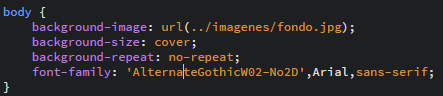 body {
background-image: url(../imagenes/fondo.jpg);
background-size: cover;
background-repeat: no-repeat;
font-family: 'AlternateGothicW02-No2D',Arial,sans-serif;
}